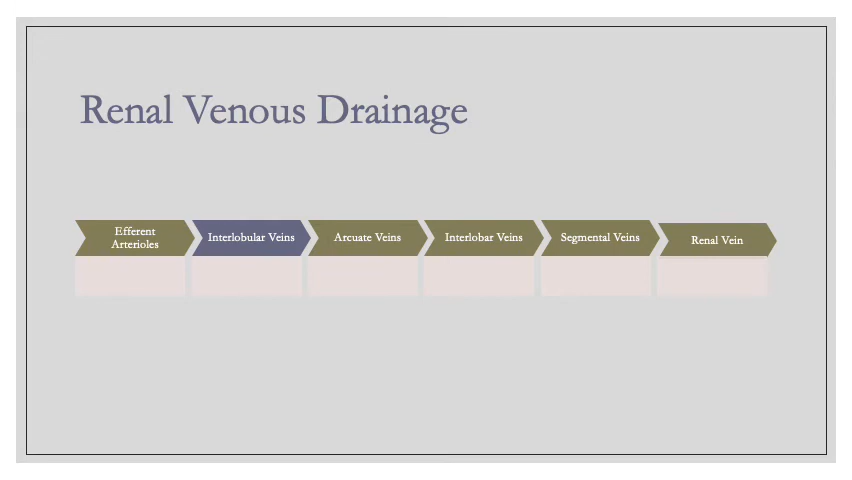 Renal Venous Drainage
Efferent
Arterioles
Interlobular Veins
Arcuate Veins
Interlobar Veins
Segmental Veins
Renal Vein